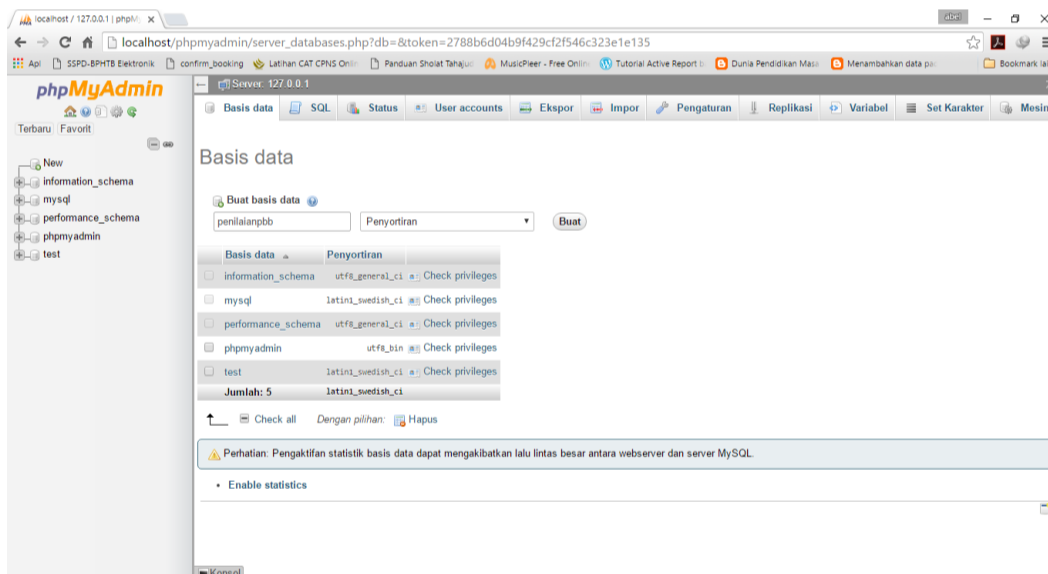 localhost / 127.0.0.1 | phpM
abel
localhost/phpmyadmin/server_databases.php?db=&token=2788b6d04b9f429cf2f546c323e1e135
Apl SSPD-BPHTB Elektronik confirm_booking Latihan CAT CPNS Onlin Panduan Sholat Tahajud MusicPleer - Free Online Tutorial Active Report b Dunia Pendidikan Masa Menambahkan data pa Bookmark lai
phpMyAdmin
Terbaru Favorit
New
information_schema
mysql
performance_schema
phpmyadmin
test
Server: 127.0.0.1
Basis data SQL Status User accounts Ekspor Impor Pengaturan Replikasi Variabel Set Karakter Mesin
Basis data
Buat basis data
penilaianpbb Penyortiran Buat
Basis data Penyortiran
information_schema utf8_general_ci Check privileges
mysql latin1_swedish_ci Check privileges
performance_schema utf8_general_ci Check privileges
phpmyadmin utf8_bin Check privileges
test latin1_swedish_ci Check privileges
Jumlah: 5 latin1_swedish_ci
Check all Dengan pilihan: Hapus
Perhatian: Pengaktifan statistik basis data dapat mengakibatkan lalu lintas besar antara webserver dan server MySQL.
Enable statistics
Konsol